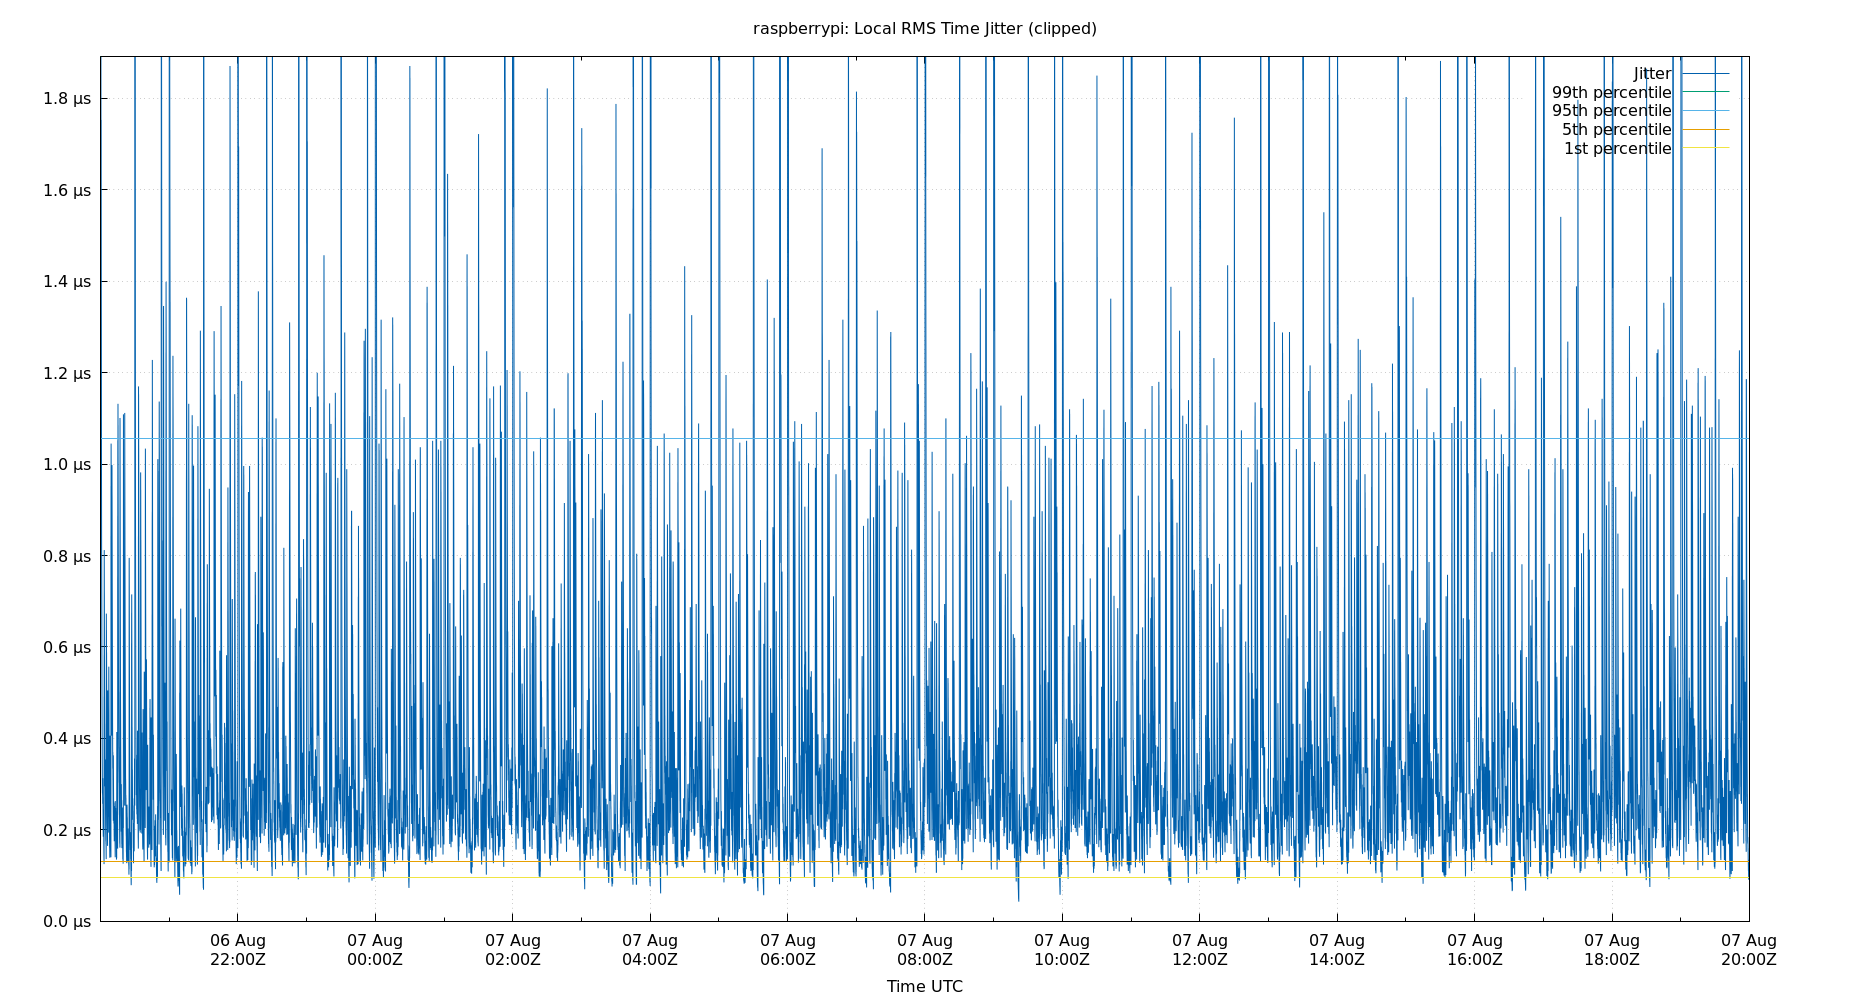 raspberrypi: Local RMS Time Jitter (clipped)
Jitter
99th percentile
95th percentile
5th percentile
1st percentile
1.8 µs
1.6 µs
1.4 µs
1.2 µs
1.0 µs
0.8 µs
0.6 µs
0.4 µs
0.2 µs
0.0 µs
06 Aug 07 Aug 07 Aug 07 Aug 07 Aug 07 Aug 07 Aug 07 Aug 07 Aug 07 Aug 07 Aug 07 Aug
22:00Z 00:00Z 02:00Z 04:00Z 06:00Z 08:00Z 10:00Z 12:00Z 14:00Z 16:00Z 18:00Z 20:00Z
Time UTC